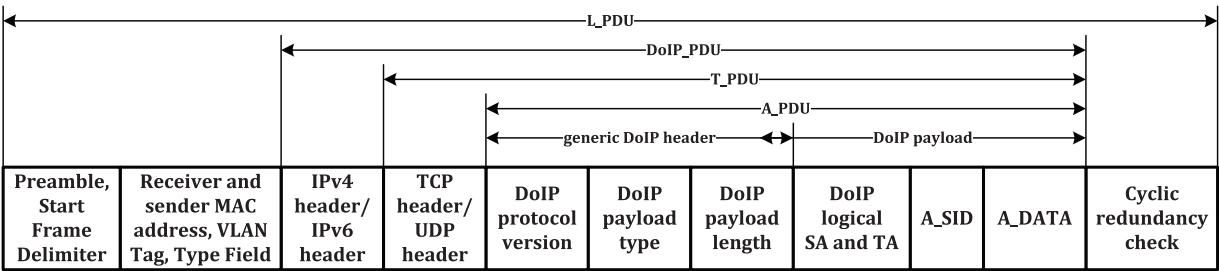 L_PDU
DoIP_PDU
T_PDU
A_PDU
generic DoIP header
DoIP payload
Preamble,
Start
Frame
Delimiter
Receiver and
sender MAC
address, VLAN
Tag, Type Field
IPv4
header/
IPv6
header
TCP
header/
UDP
header
DoIP
protocol
version
DoIP
payload
type
DoIP
payload
length
DoIP
logical
SA and TA
A_SID
A_DATA
Cyclic
redundancy
check